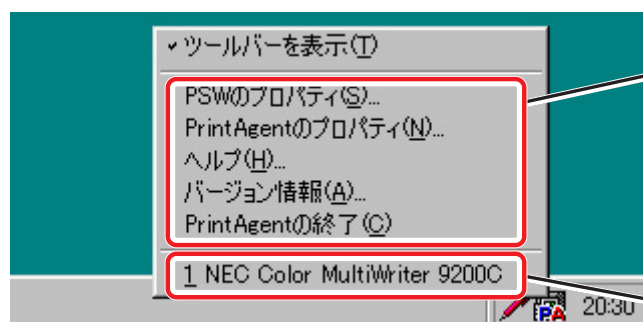 ツールバーを表示(T)
PSWのプロパティ(S)...
PrintAgentのプロパティ(N)...
ヘルプ(H)...
バージョン情報(A)...
PrintAgentの終了(C)
1 NEC Color MultiWriter 9200C
PA 20:30